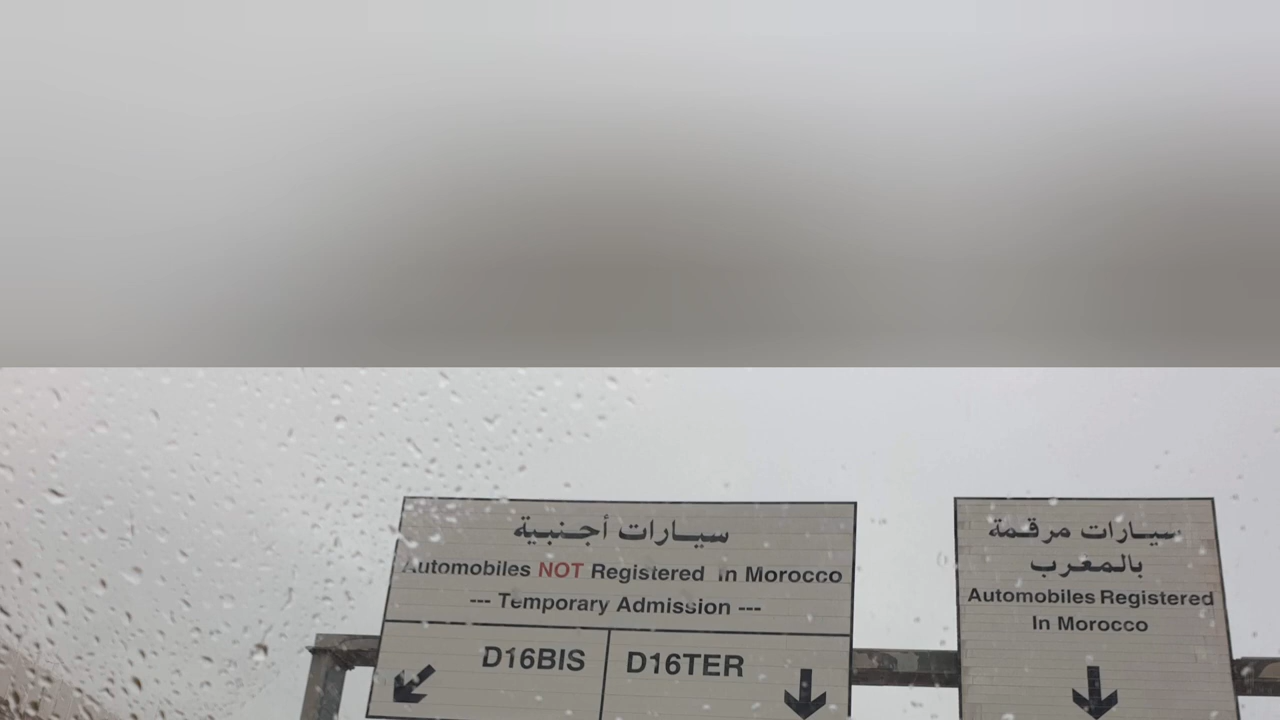 سيارات أجنبية
Automobiles NOT Registered in Morocco
--- Temporary Admission ---
D16BIS
D16TER
سيارات مرقمة
بالمغرب
Automobiles Registered
In Morocco